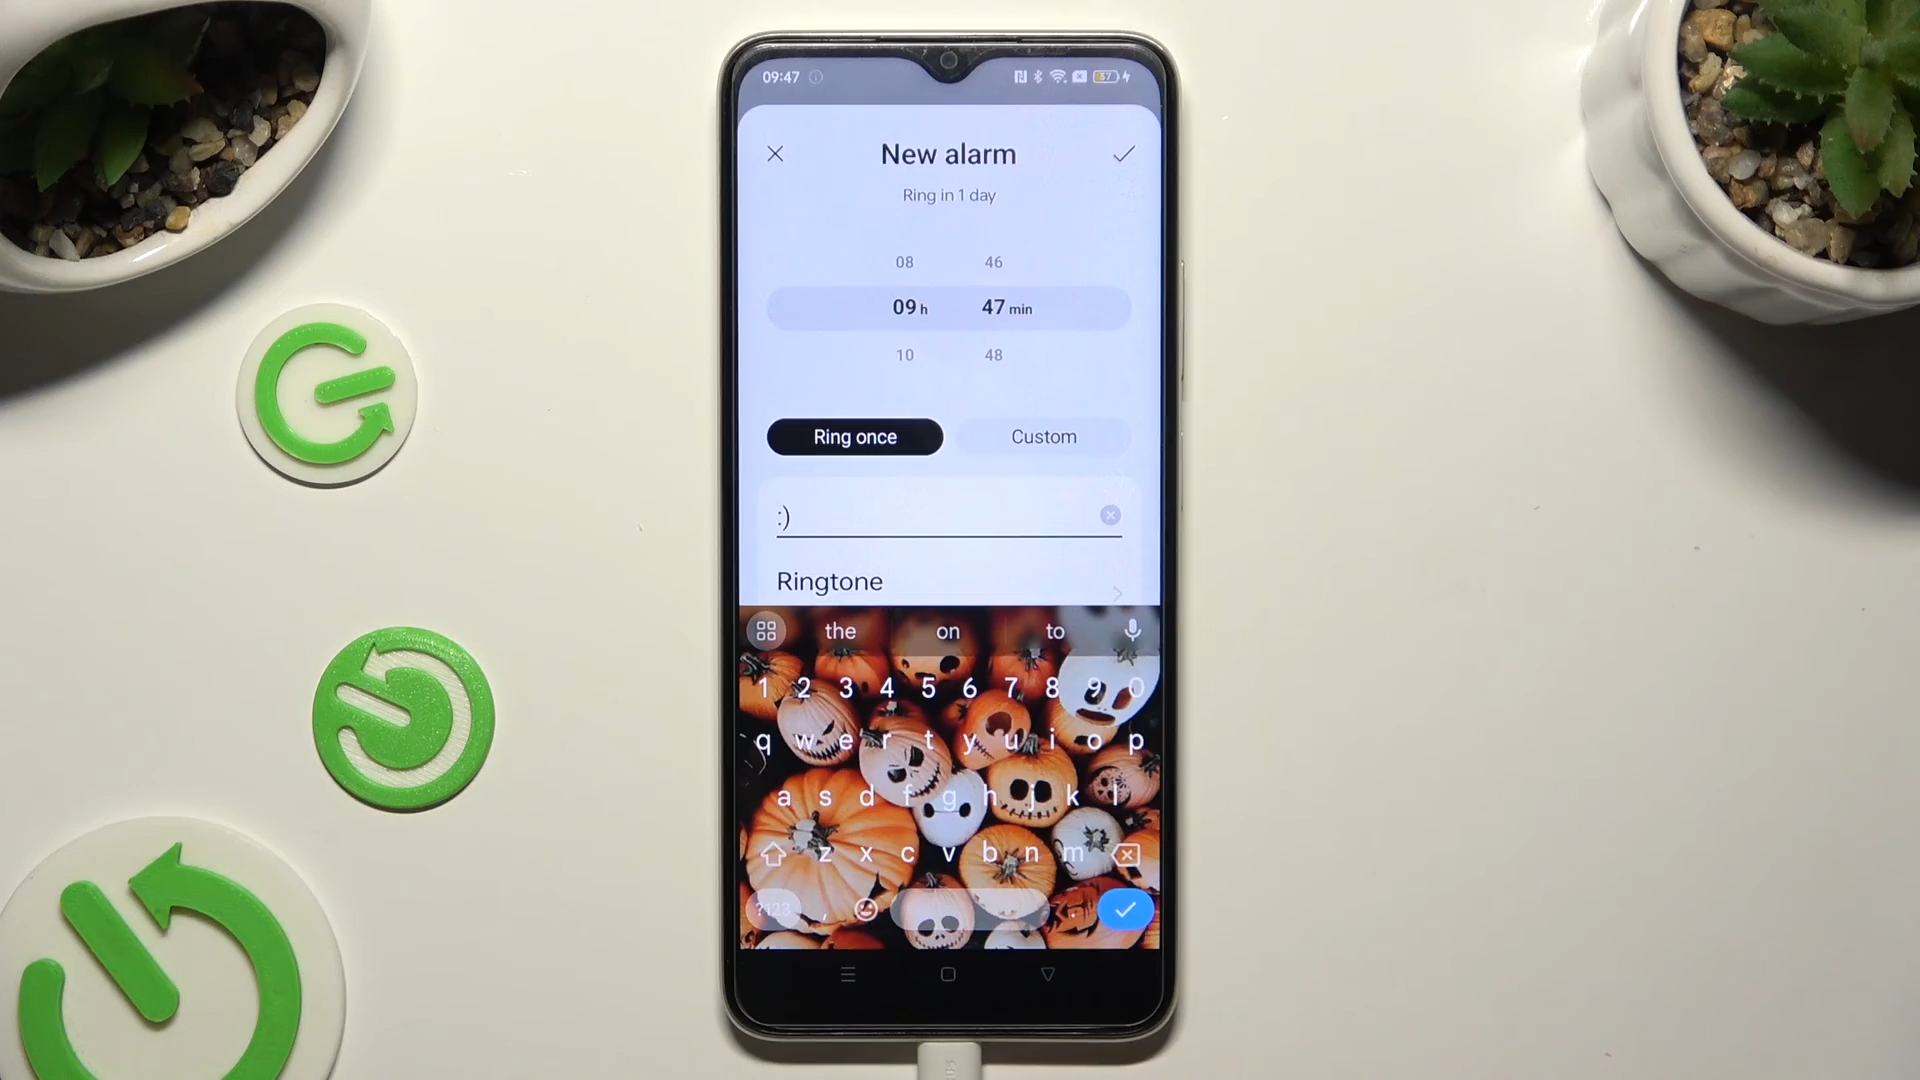 09:47
57
New alarm
Ring in 1 day
08 46
09 h 47 min
10 48
Ring once Custom
:)
Ringtone
the on to
1 2 3 4 5 6 7 8 9 0
q w e r t y u i o p
a s d f g h j k l
z x c v b n m
?123 , .